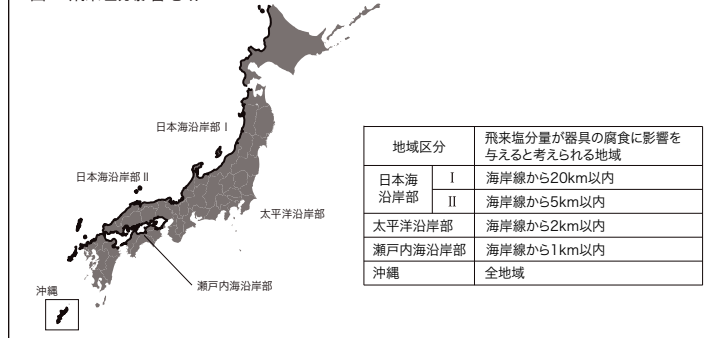 日本海沿岸部Ⅰ
日本海沿岸部Ⅱ
太平洋沿岸部
瀬戸内海沿岸部
沖縄
地域区分
飛来塩分量が器具の腐食に影響を
与えると考えられる地域
日本海
沿岸部
Ⅰ
海岸線から20km以内
Ⅱ
海岸線から5km以内
太平洋沿岸部
海岸線から2km以内
瀬戸内海沿岸部
海岸線から1km以内
沖縄
全地域